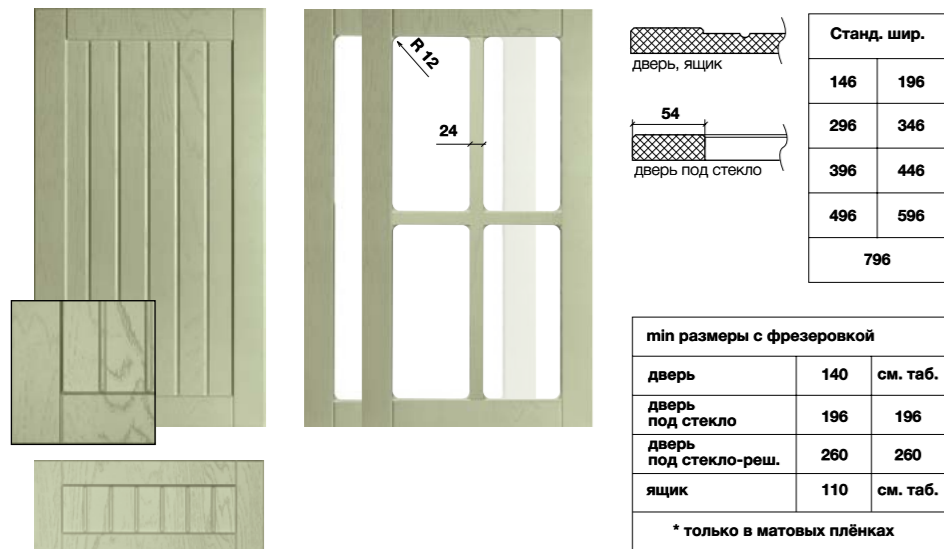 R 12
24
дверь, ящик
54
дверь под стекло
Станд. шир.
146 196
296 346
396 446
496 596
796
min размеры с фрезеровкой
дверь 140 см. таб.
дверь
под стекло 196 196
дверь
под стекло-реш. 260 260
ящик 110 см. таб.
* только в матовых плёнках